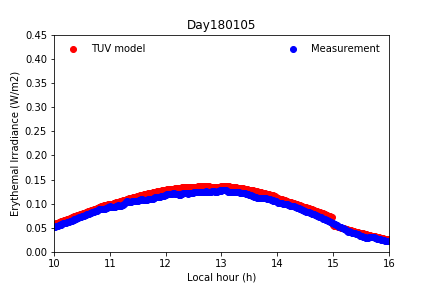 Day180105
TUV model
Measurement
Erythemal Irradiance (W/m2)
0.45
0.40
0.35
0.30
0.25
0.20
0.15
0.10
0.05
0.00
10 11 12 13 14 15 16
Local hour (h)